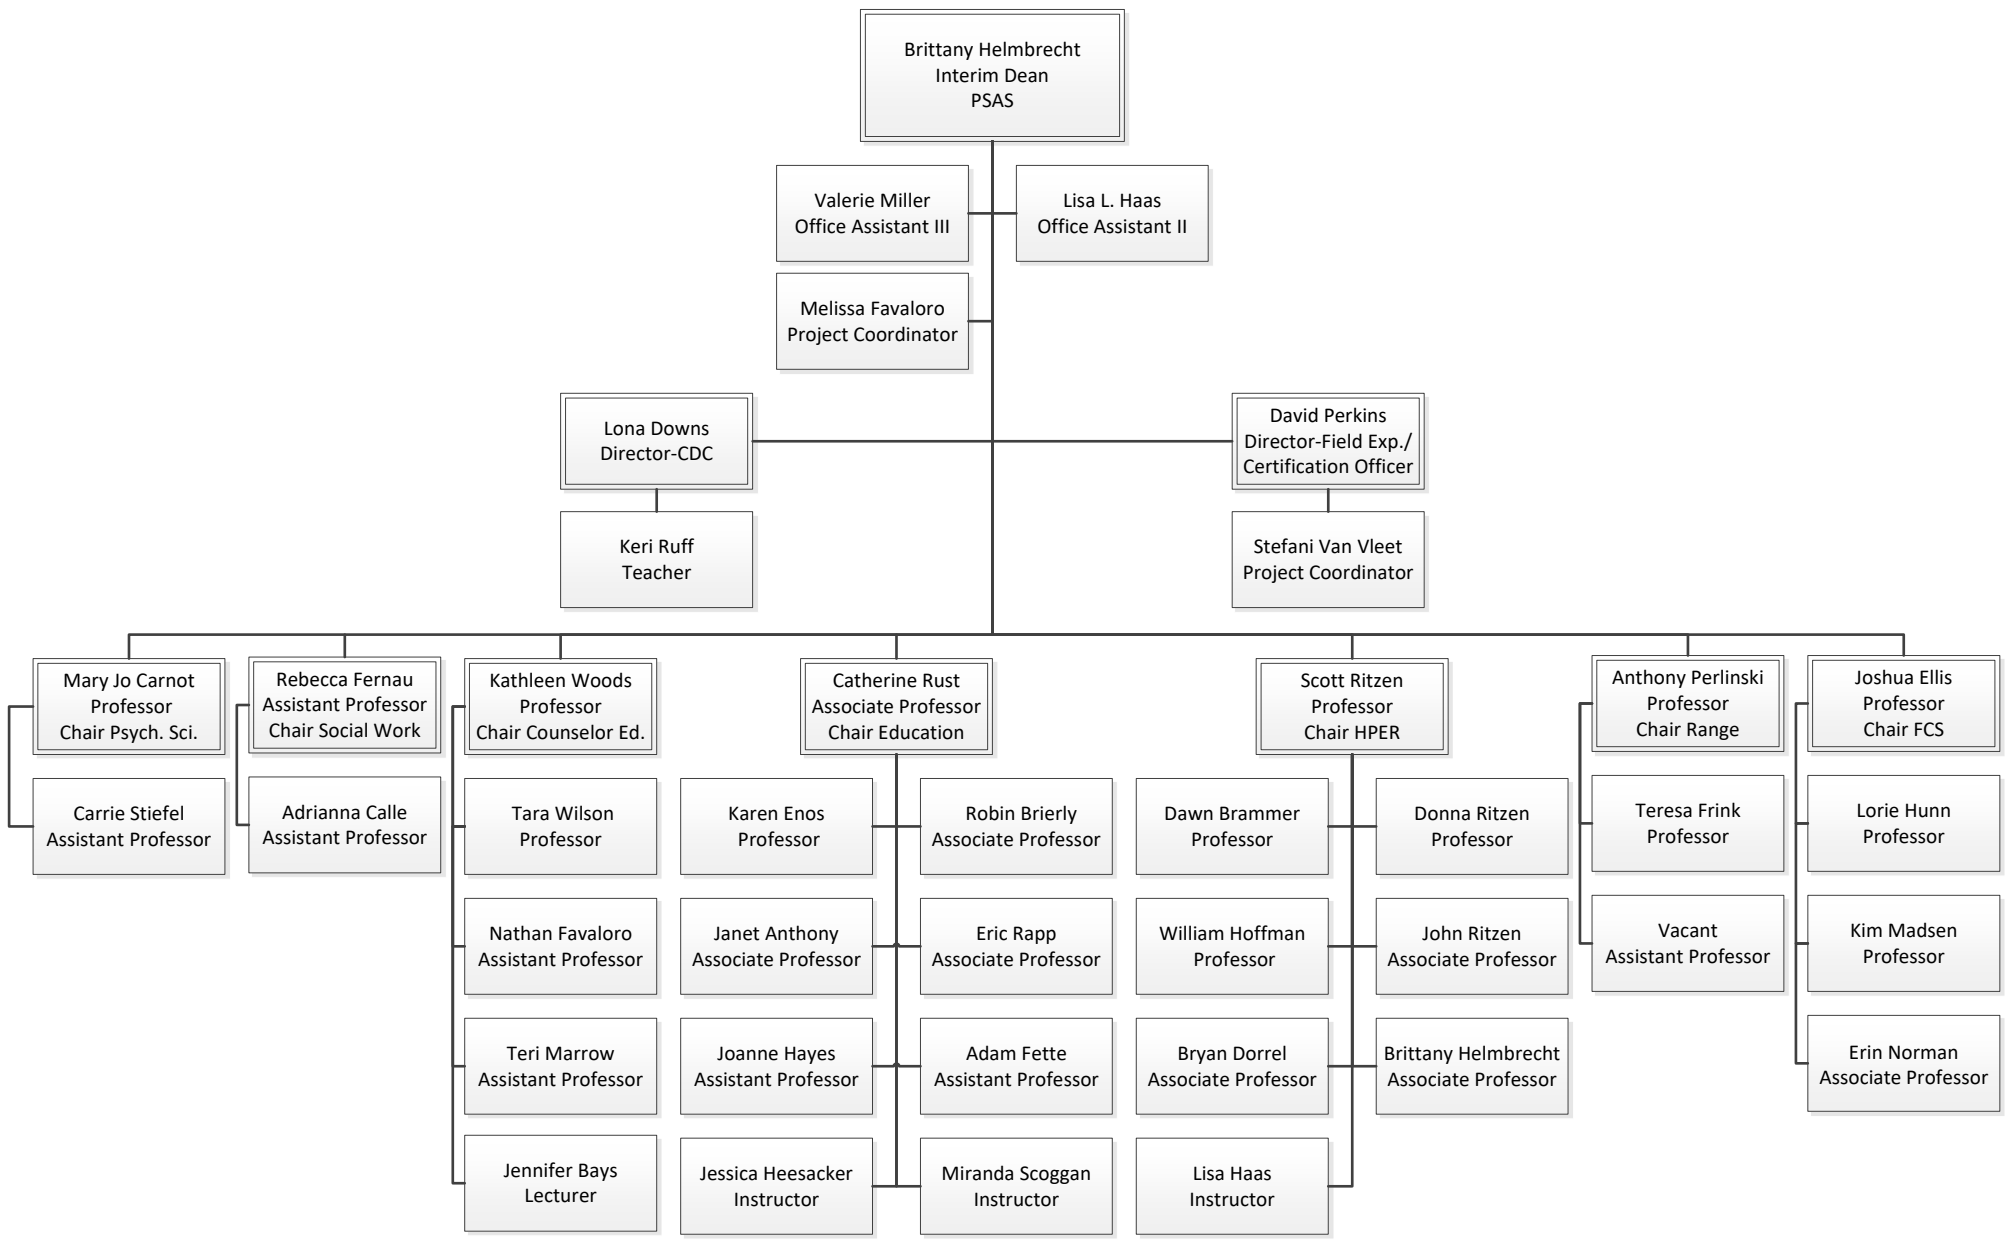 Brittany Helmbrecht
Interim Dean
PSAS
Valerie Miller
Office Assistant III
Lisa L. Haas
Office Assistant II
Melissa Favaloro
Project Coordinator
Lona Downs
Director-CDC
David Perkins
Director-Field Exp./
Certification Officer
Keri Ruff
Teacher
Stefani Van Vleet
Project Coordinator
Mary Jo Carnot
Professor
Chair Psych. Sci.
Rebecca Fernau
Assistant Professor
Chair Social Work
Kathleen Woods
Professor
Chair Counselor Ed.
Catherine Rust
Associate Professor
Chair Education
Scott Ritzen
Professor
Chair HPER
Anthony Perlinski
Professor
Chair Range
Joshua Ellis
Professor
Chair FCS
Carrie Stiefel
Assistant Professor
Adrianna Calle
Assistant Professor
Tara Wilson
Professor
Karen Enos
Professor
Robin Brierly
Associate Professor
Dawn Brammer
Professor
Donna Ritzen
Professor
Teresa Frink
Professor
Lorie Hunn
Professor
Nathan Favaloro
Assistant Professor
Janet Anthony
Associate Professor
Eric Rapp
Associate Professor
William Hoffman
Professor
John Ritzen
Associate Professor
Vacant
Assistant Professor
Kim Madsen
Professor
Teri Marrow
Assistant Professor
Joanne Hayes
Assistant Professor
Adam Fette
Assistant Professor
Bryan Dorrel
Associate Professor
Brittany Helmbrecht
Associate Professor
Erin Norman
Associate Professor
Jennifer Bays
Lecturer
Jessica Heesacker
Instructor
Miranda Scoggan
Instructor
Lisa Haas
Instructor